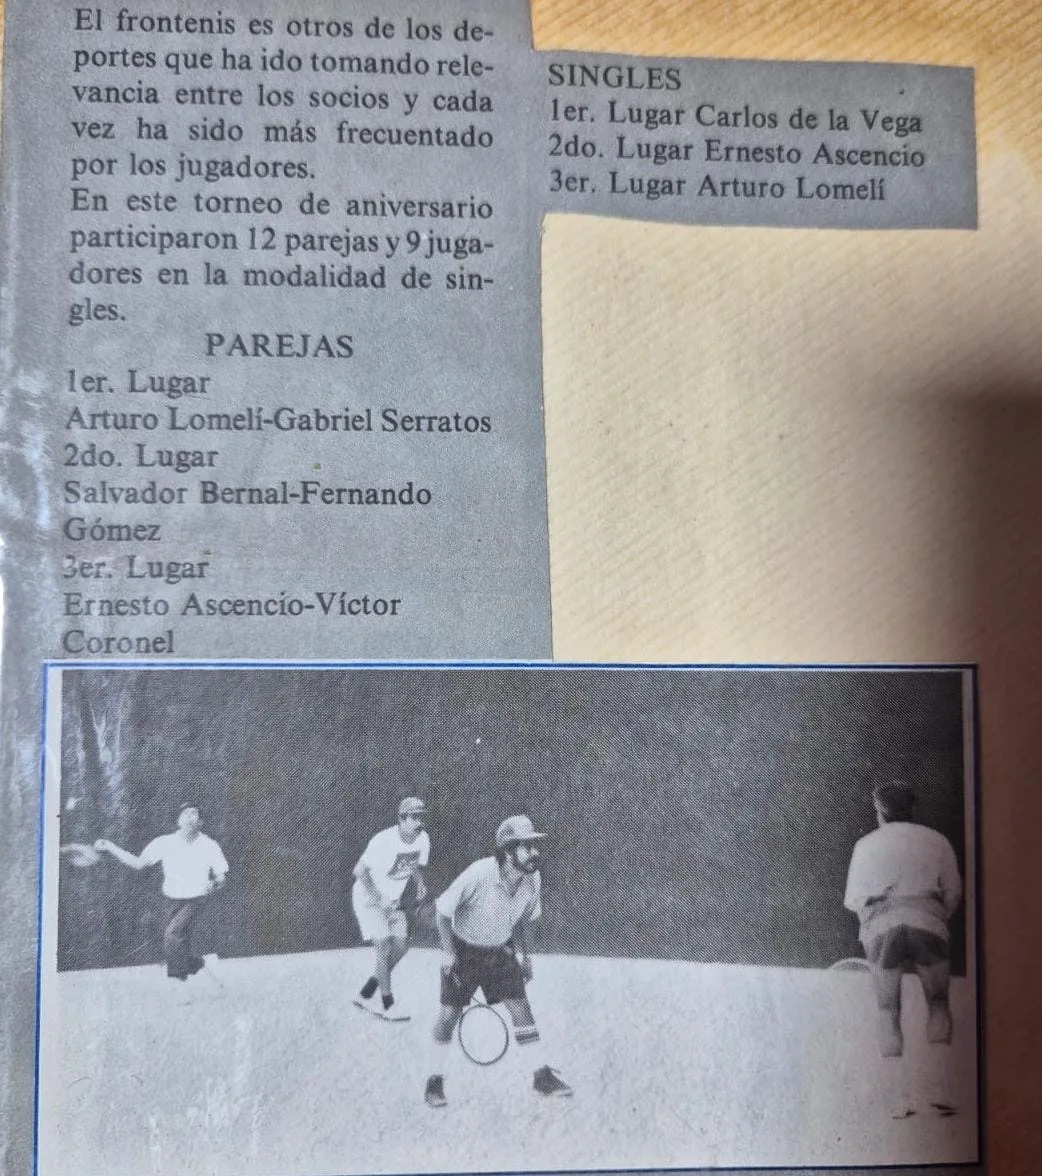 El frontenis es otros de los de-
portes que ha ido tomando rele-
vancia entre los socios y cada
vez ha sido más frecuentado
por los jugadores.
En este torneo de aniversario
participaron 12 parejas y 9 juga-
dores en la modalidad de sin-
gles.
PAREJAS
1er. Lugar
Arturo Lomelí-Gabriel Serratos
2do. Lugar
Salvador Bernal-Fernando
Gómez
3er. Lugar
Ernesto Ascencio-Víctor
Coronel
SINGLES
1er. Lugar Carlos de la Vega
2do. Lugar Ernesto Ascencio
3er. Lugar Arturo Lomelí